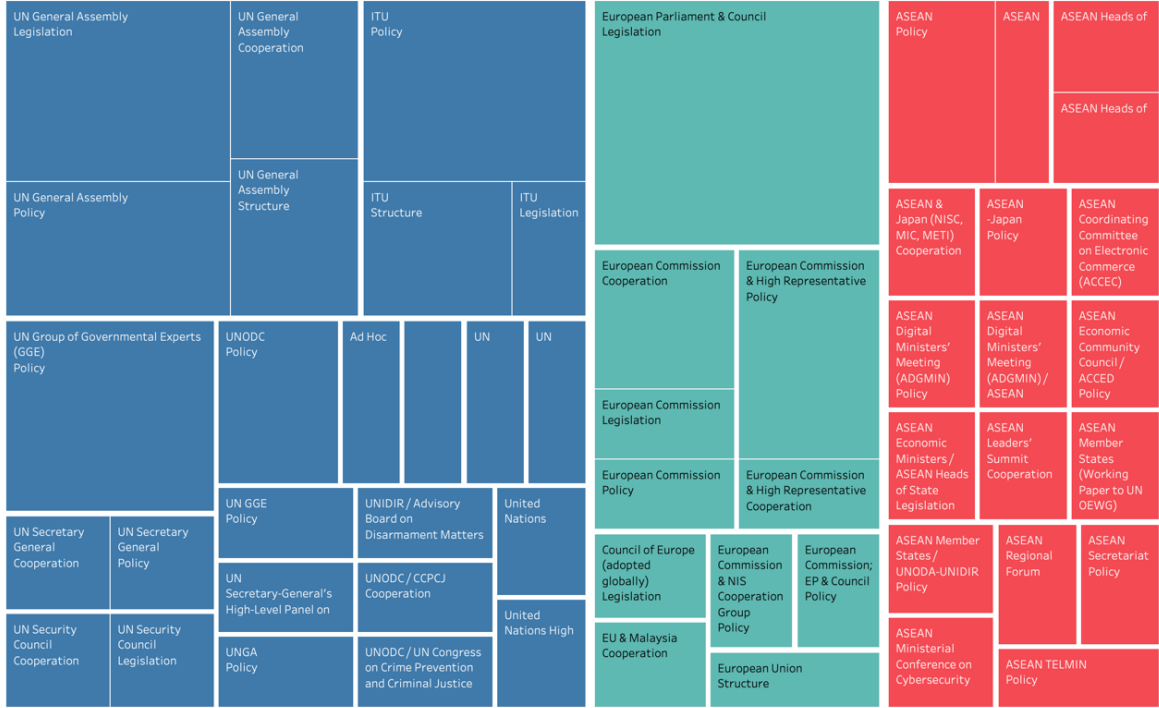 UN General Assembly
Legislation
UN General
Assembly
Cooperation
ITU
Policy
UN General Assembly
Policy
UN General
Assembly
Structure
ITU
Structure
ITU
Legislation
UN Group of Governmental Experts
(GGE)
Policy
UNODC
Policy
Ad Hoc
UN
UN
UN Secretary
General
Cooperation
UN Secretary
General
Policy
UN Security
Council
Cooperation
UN Security
Council
Legislation
UN GGE
Policy
UNIDIR / Advisory
Board on
Disarmament Matters
United
Nations
UN
Secretary-General's
High-Level Panel on
UNODC / CCPCJ
Cooperation
United
Nations High
UNGA
Policy
UNODC / UN Congress
on Crime Prevention
and Criminal Justice
European Parliament & Council
Legislation
European Commission
Cooperation
European Commission
& High Representative
Policy
European Commission
Legislation
European Commission
Policy
European Commission
& High Representative
Cooperation
Council of Europe
(adopted
globally)
Legislation
European
Commission
& NIS
Cooperation
Group
Policy
European
Commission;
EP & Council
Policy
EU & Malaysia
Cooperation
European Union
Structure
ASEAN
Policy
ASEAN
ASEAN Heads of
ASEAN Heads of
ASEAN &
Japan (NISC,
MIC, METI)
Cooperation
ASEAN
-Japan
Policy
ASEAN
Coordinating
Committee
on Electronic
Commerce
(ACCEC)
ASEAN
Digital
Ministers'
Meeting
(ADGMIN)
Policy
ASEAN
Digital
Ministers'
Meeting
(ADGMIN) /
ASEAN
ASEAN
Economic
Community
Council /
ACCED
Policy
ASEAN
Economic
Ministers /
ASEAN Heads
of State
Legislation
ASEAN
Leaders'
Summit
Cooperation
ASEAN
Member
States
(Working
Paper to UN
OEWG)
ASEAN Member
States /
UNODA-UNIDIR
Policy
ASEAN
Regional
Forum
ASEAN
Secretariat
Policy
ASEAN
Ministerial
Conference on
Cybersecurity
ASEAN TELMIN
Policy